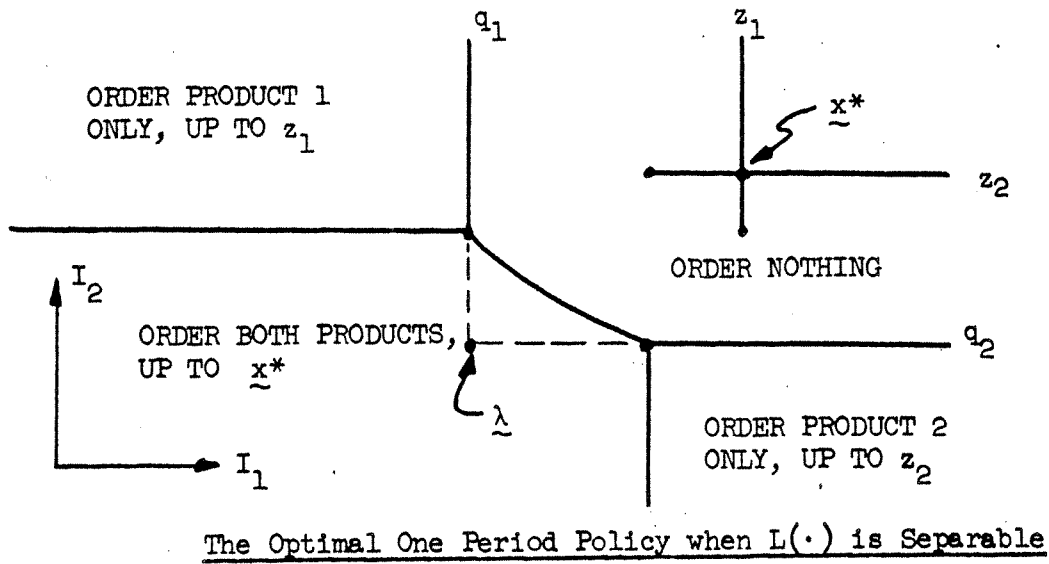 q1
z1
ORDER PRODUCT 1
ONLY, UP TO z1
x*
z2
ORDER NOTHING
I2
ORDER BOTH PRODUCTS,
UP TO x*
q2
λ
ORDER PRODUCT 2
ONLY, UP TO z2
I1
The Optimal One Period Policy when L(·) is Separable